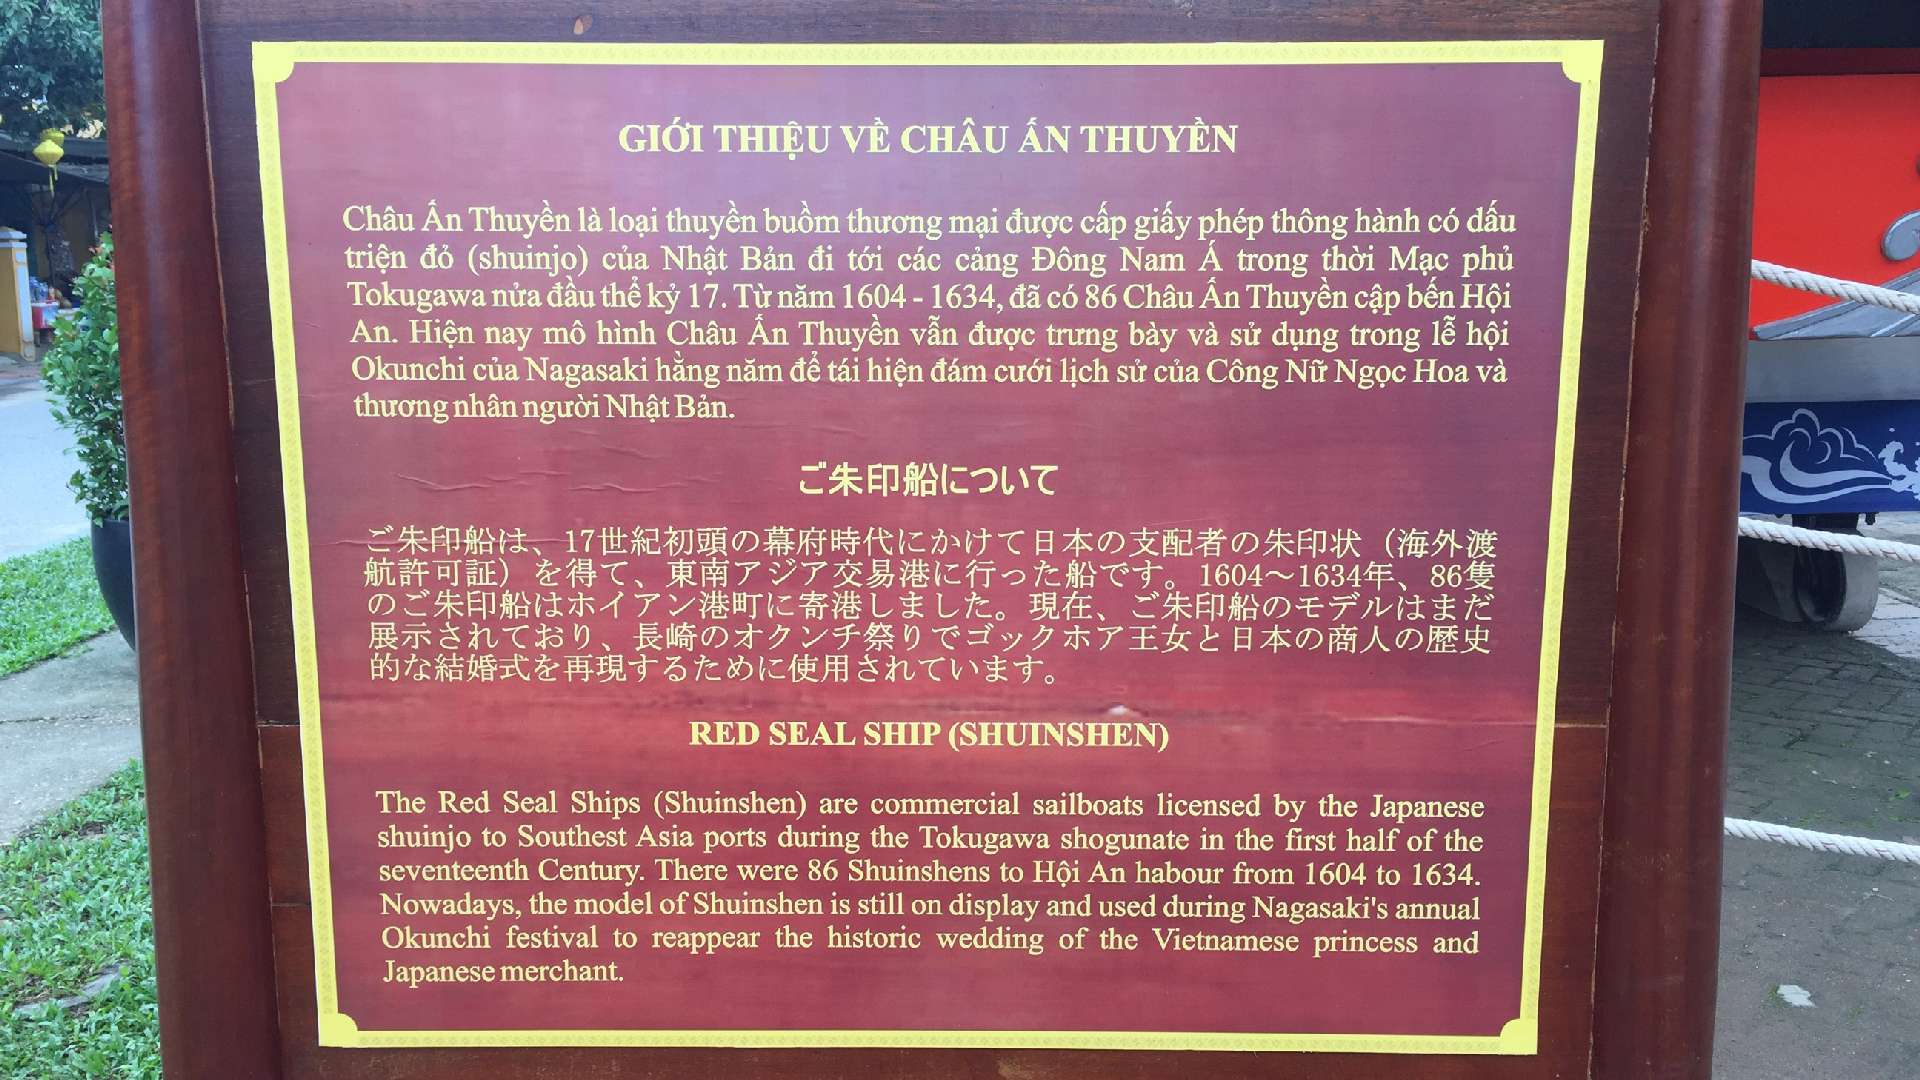 GIỚI THIỆU VỀ CHÂU ẤN THUYỀN
Châu Ấn Thuyền là loại thuyền buồm thương mại được cấp giấy phép thông hành có dấu
triện đỏ (shuinjo) của Nhật Bản đi tới các cảng Đông Nam Á trong thời Mạc phủ
Tokugawa nửa đầu thế kỷ 17. Từ năm 1604 - 1634, đã có 86 Châu Ấn Thuyền cập bến Hội
An. Hiện nay mô hình Châu Ấn Thuyền vẫn được trưng bày và sử dụng trong lễ hội
Okunchi của Nagasaki hằng năm để tái hiện đám cưới lịch sử của Công Nữ Ngọc Hoa và
thương nhân người Nhật Bản.
ご朱印船について
ご朱印船は、17世紀初頭の幕府時代にかけて日本の支配者の朱印状（海外渡
航許可証）を得て、東南アジア交易港に行った船です。1604～1634年、86隻
のご朱印船はホイアン港町に寄港しました。現在、ご朱印船のモデルはまだ
展示されており、長崎のオクンチ祭りでゴックホア王女と日本の商人の歴史
的な結婚式を再現するために使用されています。
RED SEAL SHIP (SHUINSHEN)
The Red Seal Ships (Shuinshen) are commercial sailboats licensed by the Japanese
shuinjo to Southest Asia ports during the Tokugawa shogunate in the first half of the
seventeenth Century. There were 86 Shuinshens to Hội An habour from 1604 to 1634.
Nowadays, the model of Shuinshen is still on display and used during Nagasaki's annual
Okunchi festival to reappear the historic wedding of the Vietnamese princess and
Japanese merchant.